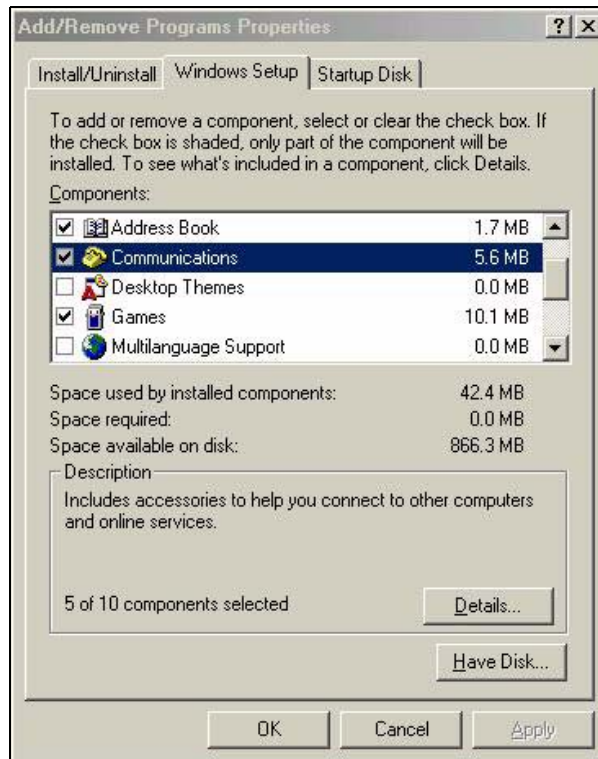 Add/Remove Programs Properties
Install/Uninstall Windows Setup Startup Disk
To add or remove a component, select or clear the check box. If
the check box is shaded, only part of the component will be
installed. To see what's included in a component, click Details.
Components:
Address Book 1.7 MB
Communications 5.6 MB
Desktop Themes 0.0 MB
Games 10.1 MB
Multilanguage Support 0.0 MB
Space used by installed components: 42.4 MB
Space required: 0.0 MB
Space available on disk: 866.3 MB
Description
Includes accessories to help you connect to other computers
and online services.
5 of 10 components selected
Details...
Have Disk...
OK Cancel Apply